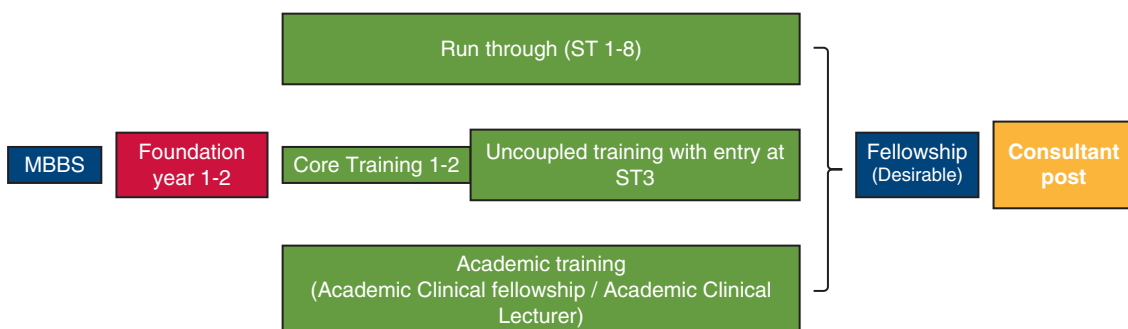 Run through (ST 1-8)
MBBS
Foundation
year 1-2
Core Training 1-2
Uncoupled training with entry at
ST3
Academic training
(Academic Clinical fellowship / Academic Clinical
Lecturer)
Fellowship
(Desirable)
Consultant
post